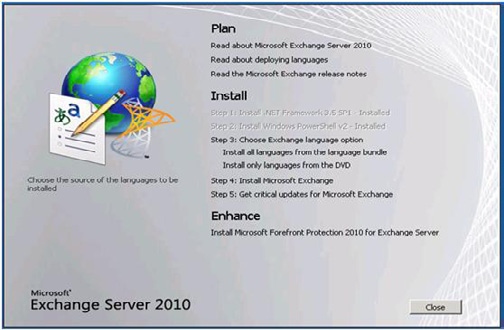 Plan
Read about Microsoft Exchange Server 2010
Read about deploying languages
Read the Microsoft Exchange release notes
Install
Step 1: Install .NET Framework 3.5 SP1 - Installed
Step 2: Install Windows PowerShell v2 - Installed
Step 3: Choose Exchange language option
Install all languages from the language bundle
Install only languages from the DVD
Step 4: Install Microsoft Exchange
Step 5: Get critical updates for Microsoft Exchange
Enhance
Install Microsoft Forefront Protection 2010 for Exchange Server
あ a
Choose the source of the languages to be
installed
Microsoft®
Exchange Server 2010
Close